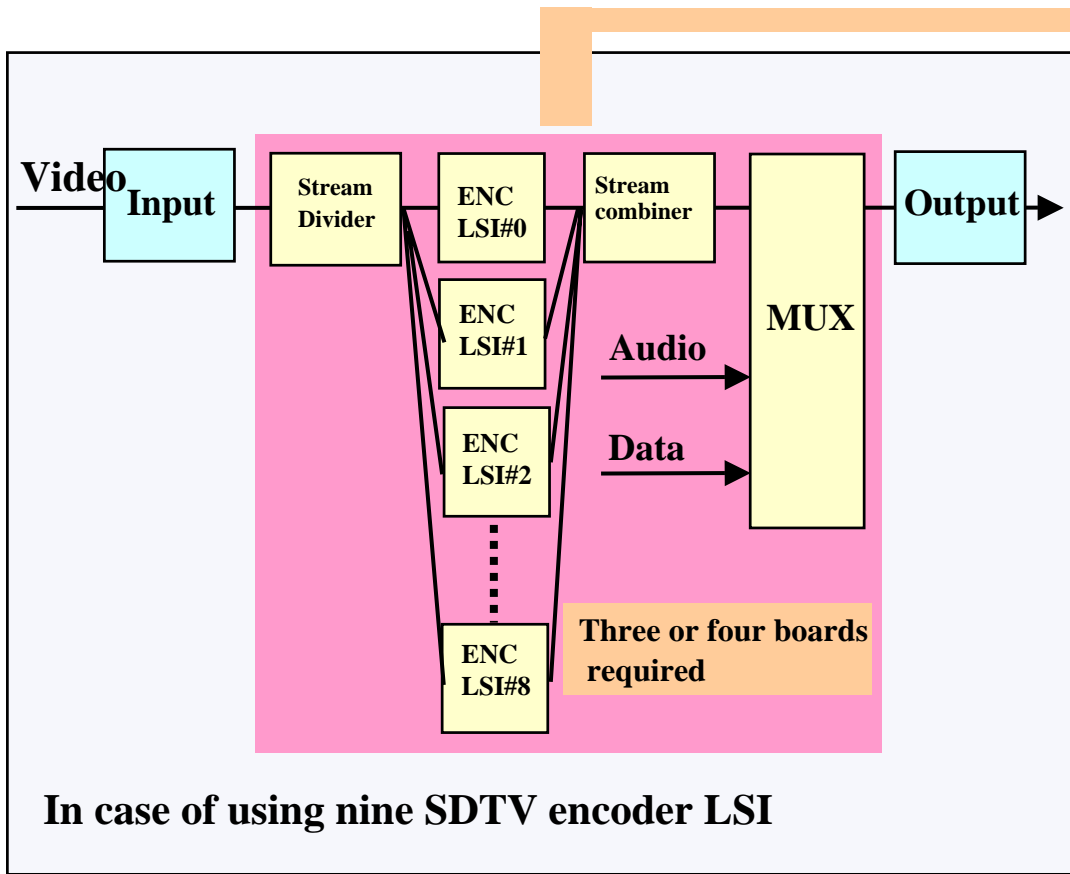 Video
Input
Stream
Divider
ENC
LSI#0
Stream
combiner
MUX
Output
ENC
LSI#1
Audio
ENC
LSI#2
Data
ENC
LSI#8
Three or four boards
required
In case of using nine SDTV encoder LSI